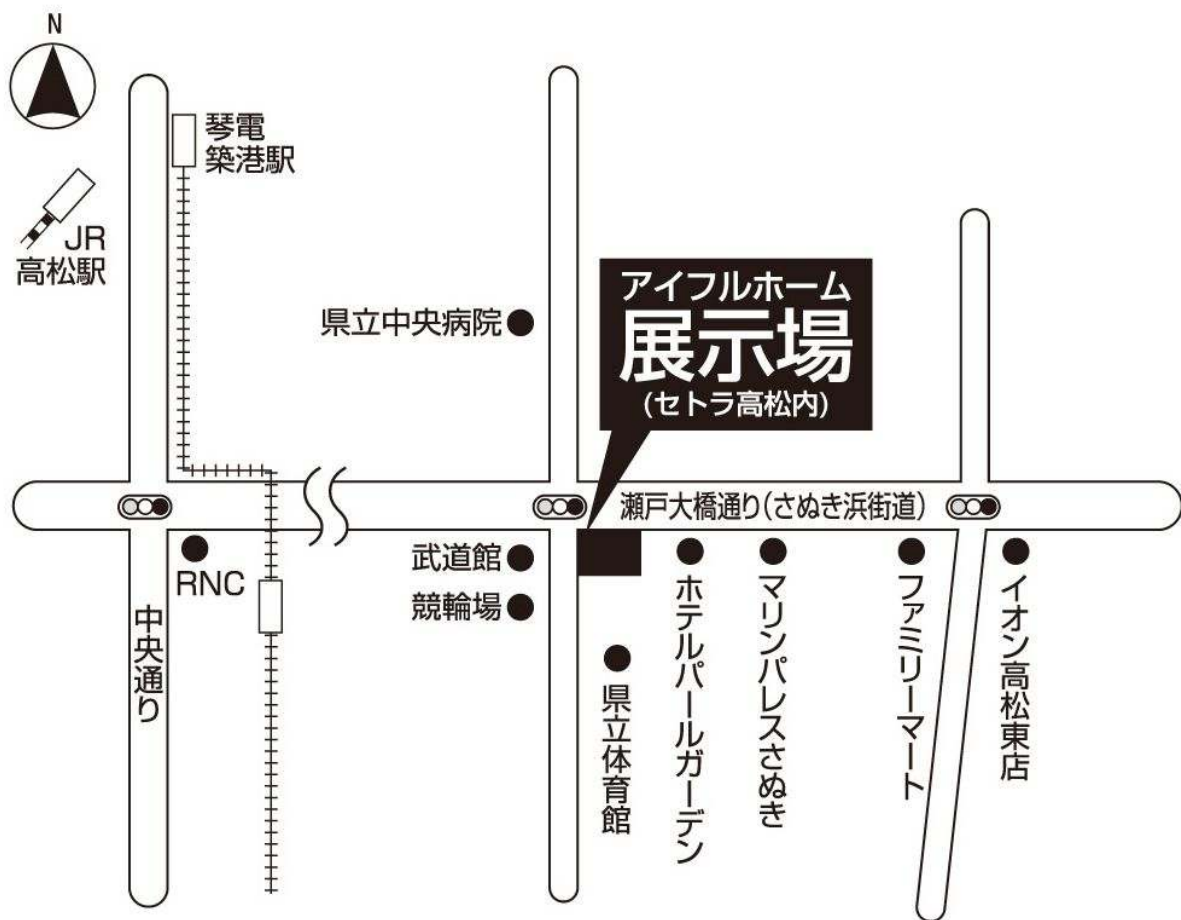 N
琴電
築港駅
JR
高松駅
アイフルホーム
展示場
(セトラ高松内)
県立中央病院
瀬戸大橋通り(さぬき浜街道)
RNC
武道館
競輪場
中央通り
県立体育館
ホテルパールガーデン
マリンパレスさぬき
ファミリーマート
イオン高松東店